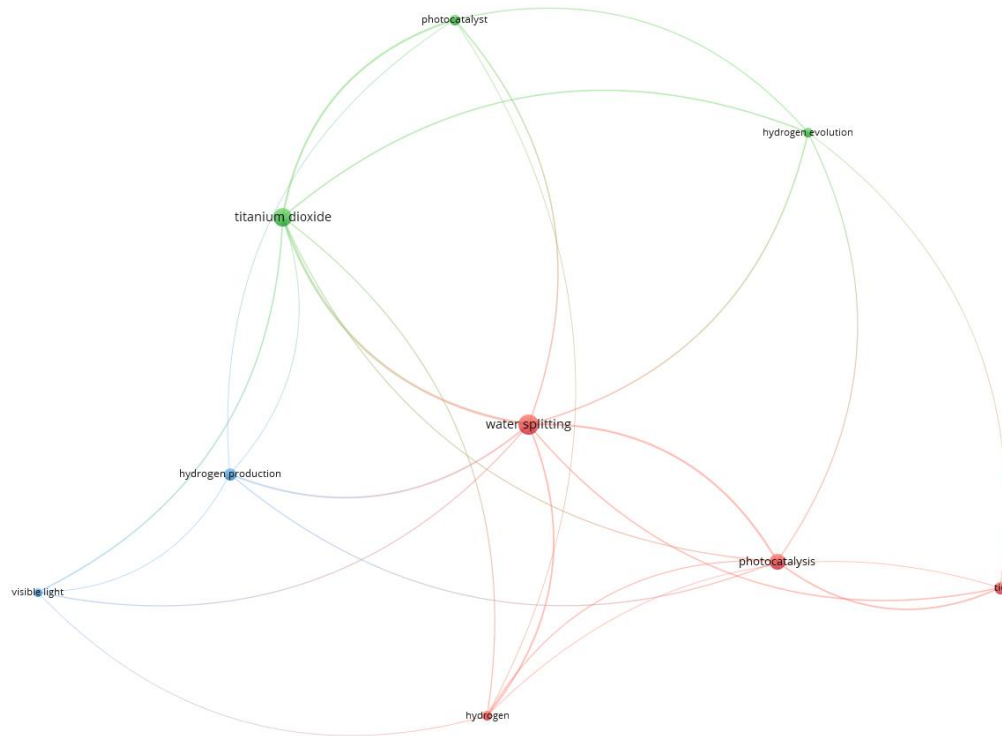 photocatalyst
hydrogen evolution
titanium dioxide
water splitting
hydrogen production
photocatalysis
visible light
hydrogen